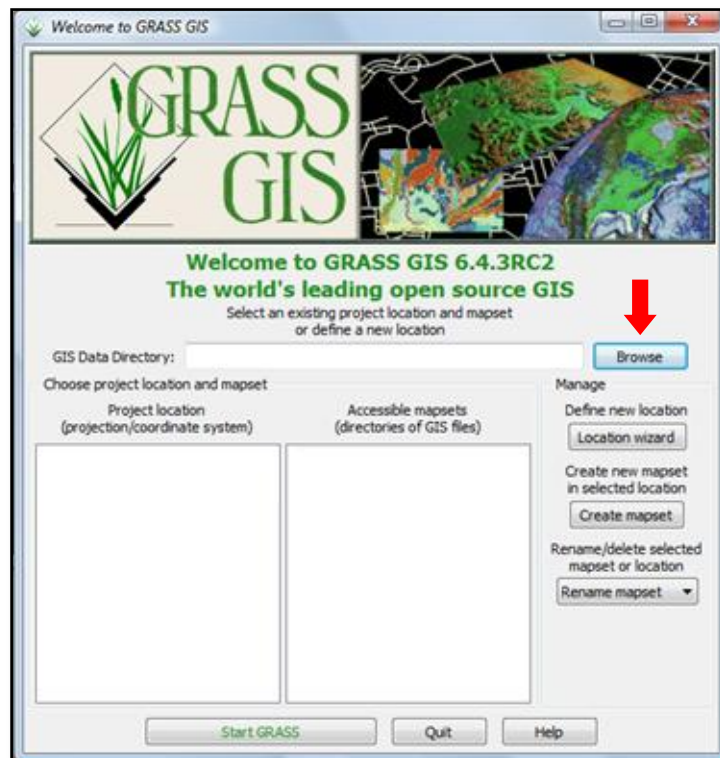 Welcome to GRASS GIS
GRASS
GIS
Welcome to GRASS GIS 6.4.3RC2
The world's leading open source GIS
Select an existing project location and mapset
or define a new location
GIS Data Directory:
Browse
Choose project location and mapset
Project location
(projection/coordinate system)
Accessible mapsets
(directories of GIS files)
Manage
Define new location
Location wizard
Create new mapset
in selected location
Create mapset
Rename/delete selected
mapset or location
Rename mapset
Start GRASS
Quit
Help